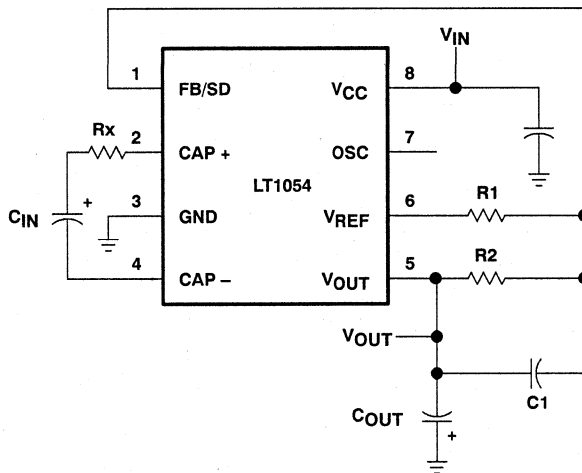 VIN
1
8
FB/SD
VCC
Rx
2
7
CAP +
OSC
LT1054
CIN
+
3
6
R1
GND
VREF
4
5
R2
CAP –
VOUT
VOUT
C1
COUT
+